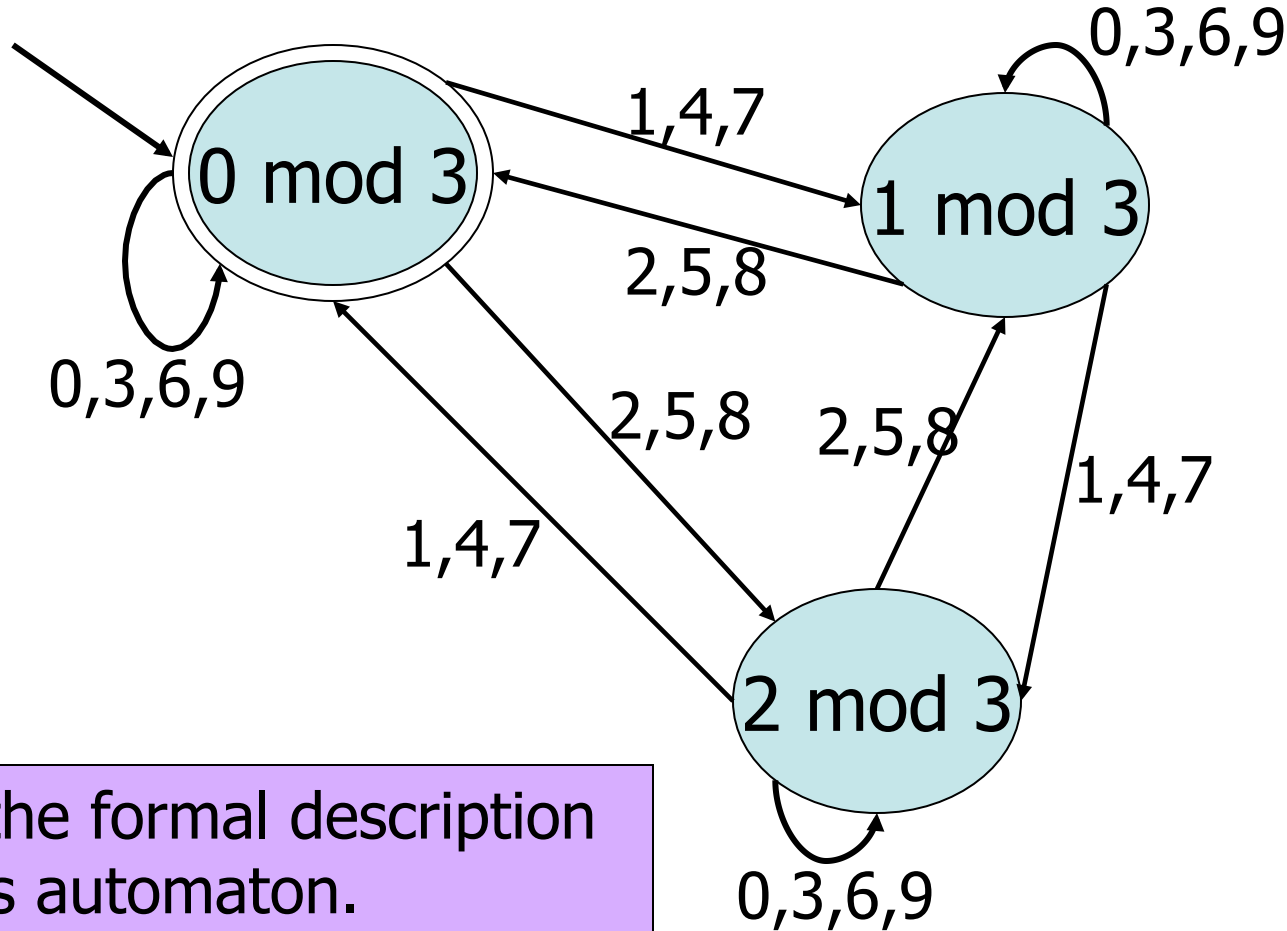 0,3,6,9
1,4,7
0 mod 3
1 mod 3
2,5,8
0,3,6,9
2,5,8
2,5,8
1,4,7
1,4,7
2 mod 3
the formal description
s automaton.
0,3,6,9